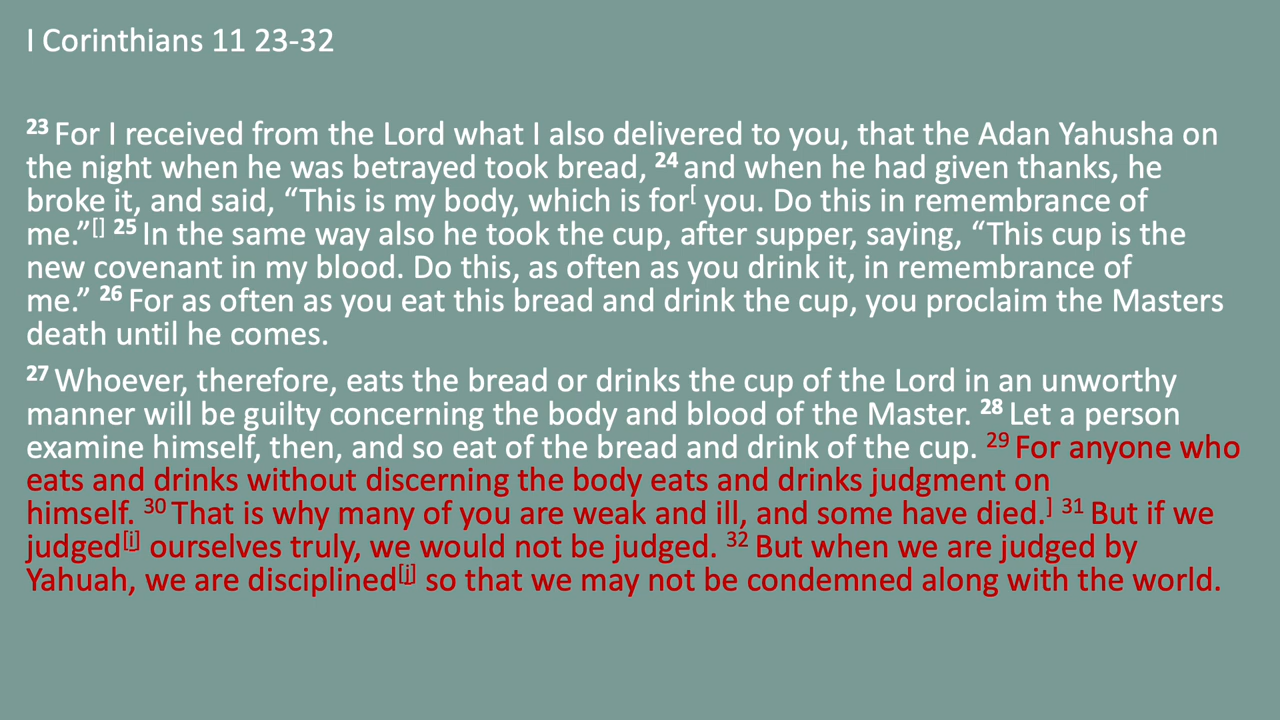 I Corinthians 11 23-32
23 For I received from the Lord what I also delivered to you, that the Adan Yahusha on
the night when he was betrayed took bread, 24 and when he had given thanks, he
broke it, and said, “This is my body, which is for[ you. Do this in remembrance of
me.”[] 25 In the same way also he took the cup, after supper, saying, “This cup is the
new covenant in my blood. Do this, as often as you drink it, in remembrance of
me.” 26 For as often as you eat this bread and drink the cup, you proclaim the Masters
death until he comes.
27 Whoever, therefore, eats the bread or drinks the cup of the Lord in an unworthy
manner will be guilty concerning the body and blood of the Master. 28 Let a person
examine himself, then, and so eat of the bread and drink of the cup. 29 For anyone who
eats and drinks without discerning the body eats and drinks judgment on
himself. 30 That is why many of you are weak and ill, and some have died.] 31 But if we
judged[i] ourselves truly, we would not be judged. 32 But when we are judged by
Yahuah, we are disciplined[j] so that we may not be condemned along with the world.